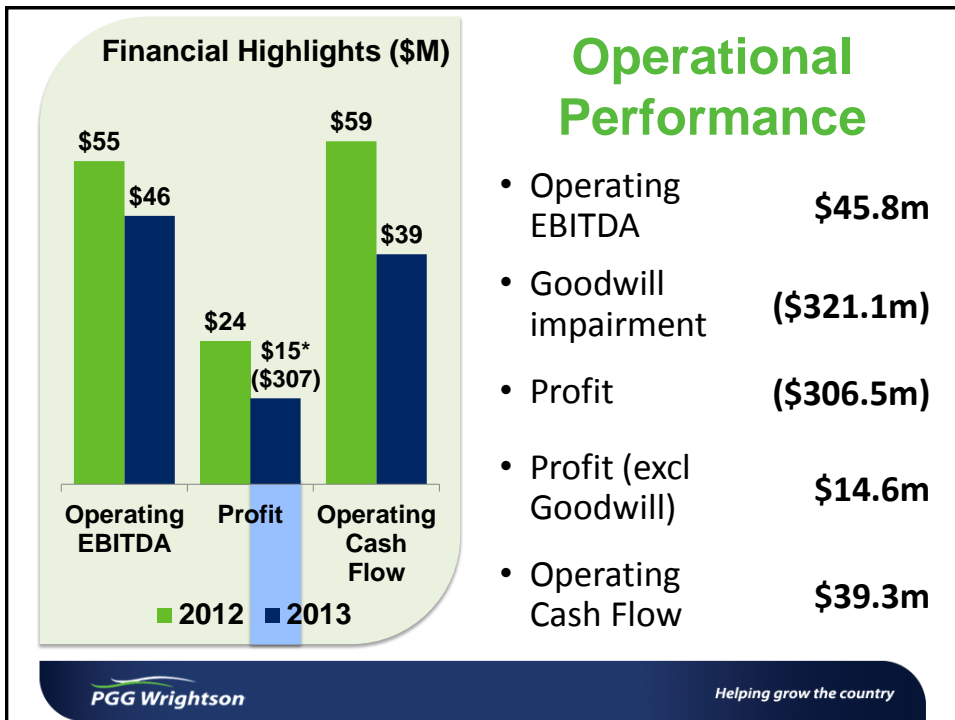 Financial Highlights ($M)
$55
$46
$24
$15*
($307)
$59
$39
Operating
EBITDA
Profit
Operating
Cash
Flow
2012 2013
Operational
Performance
• Operating
EBITDA
$45.8m
• Goodwill
impairment
($321.1m)
• Profit ($306.5m)
• Profit (excl
Goodwill)
$14.6m
• Operating
Cash Flow
$39.3m
PGG Wrightson
Helping grow the country